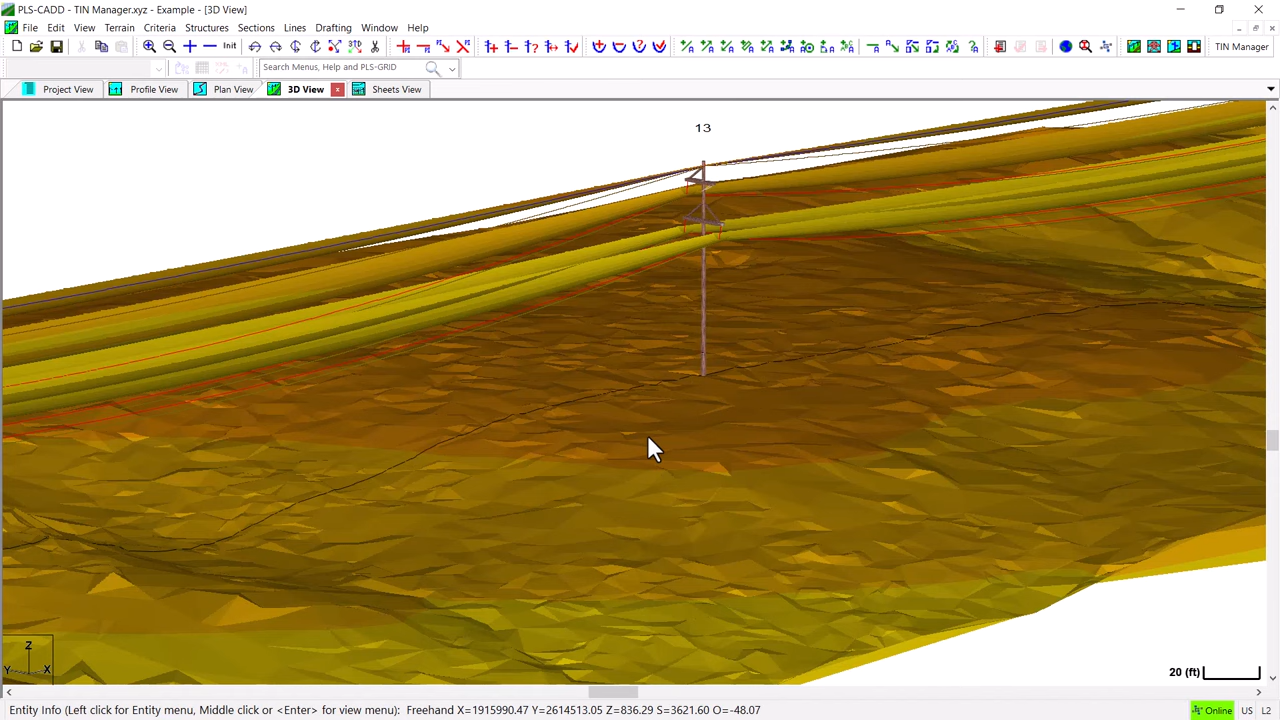 PLS-CADD - TIN Manager.xyz - Example - [3D View]
File Edit View Terrain Criteria Structures Sections Lines Drafting Window Help
Init
TIN Manager
Search Menus, Help and PLS-GRID
Project View Profile View Plan View 3D View x Sheets View
13
Z
Y X
20 (ft)
Entity Info (Left click for Entity menu, Middle click or <Enter> for view menu): Freehand X=1915990.47 Y=2614513.05 Z=836.29 S=3621.60 O=-48.07
Online US L2